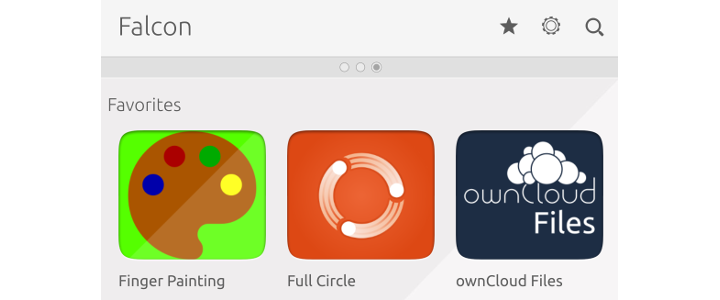 Falcon
Favorites
ownCloud
Files
Finger Painting
Full Circle
ownCloud Files